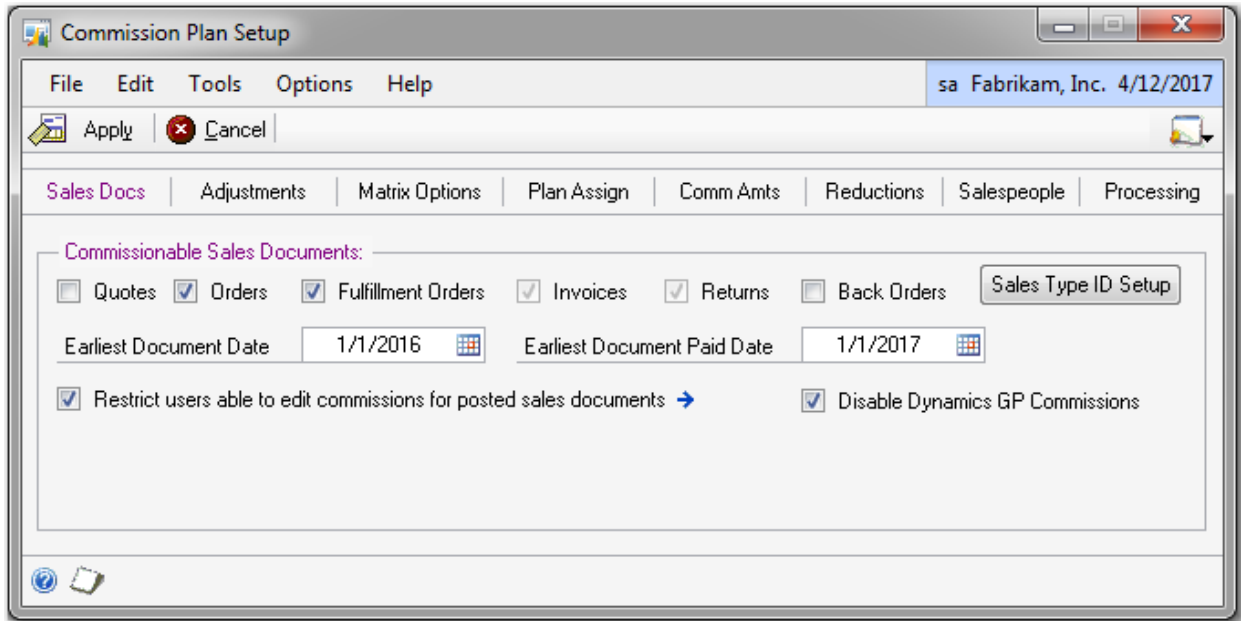 Commission Plan Setup
File Edit Tools Options Help sa Fabrikam, Inc. 4/12/2017
Apply Cancel
Sales Docs Adjustments Matrix Options Plan Assign Comm Amts Reductions Salespeople Processing
Commissionable Sales Documents:
Quotes Orders Fulfillment Orders Invoices Returns Back Orders Sales Type ID Setup
Earliest Document Date 1/1/2016 Earliest Document Paid Date 1/1/2017
Restrict users able to edit commissions for posted sales documents Disable Dynamics GP Commissions